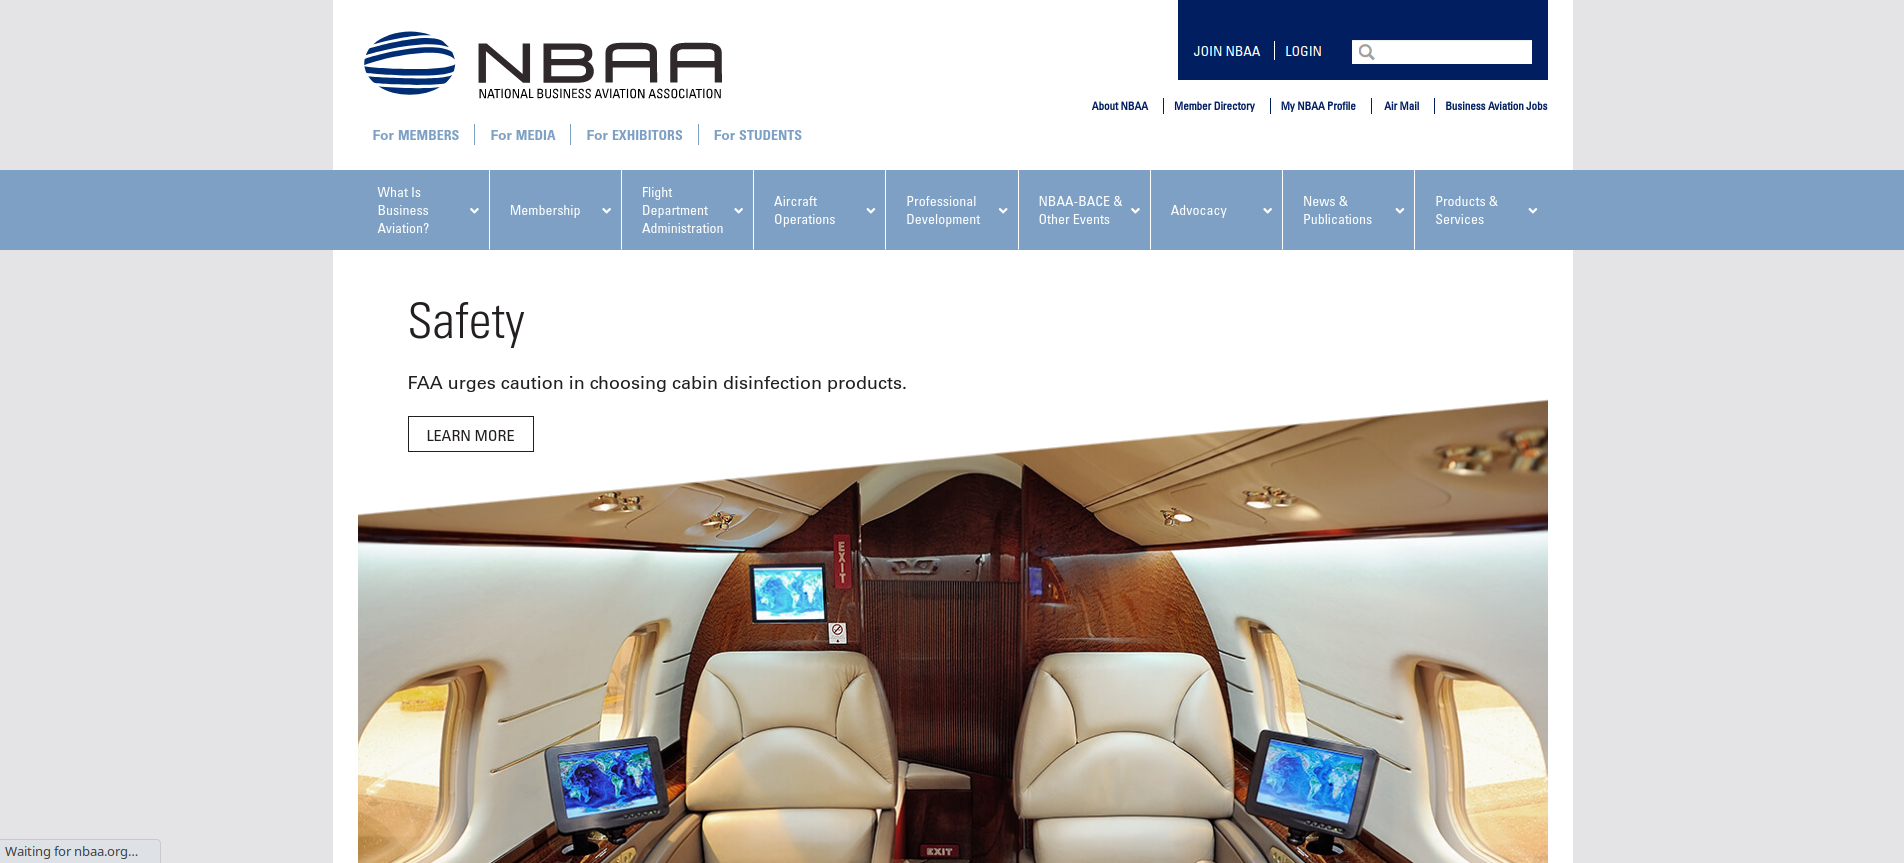 JOIN NBAA
LOGIN
NBAA
NATIONAL BUSINESS AVIATION ASSOCIATION
About NBAA
Member Directory
My NBAA Profile
Air Mail
Business Aviation Jobs
For MEMBERS
For MEDIA
For EXHIBITORS
For STUDENTS
What Is
Business
Aviation?
Membership
Flight
Department
Administration
Aircraft
Operations
Professional
Development
NBAA-BACE &
Other Events
Advocacy
News &
Publications
Products &
Services
Safety
FAA urges caution in choosing cabin disinfection products.
LEARN MORE
EXIT
EXIT
Waiting for nbaa.org...